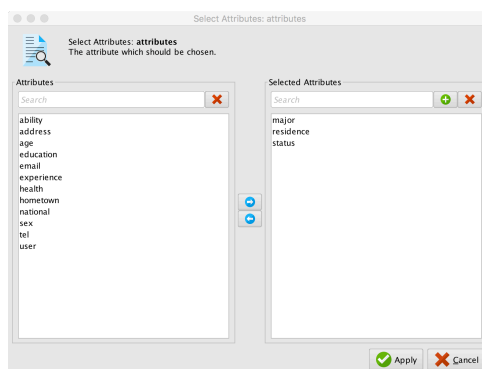 Select Attributes: attributes
Select Attributes: attributes
The attribute which should be chosen.
Attributes
Search
ability
address
age
education
email
experience
health
hometown
national
sex
tel
user
Selected Attributes
Search
major
residence
status
Apply
Cancel